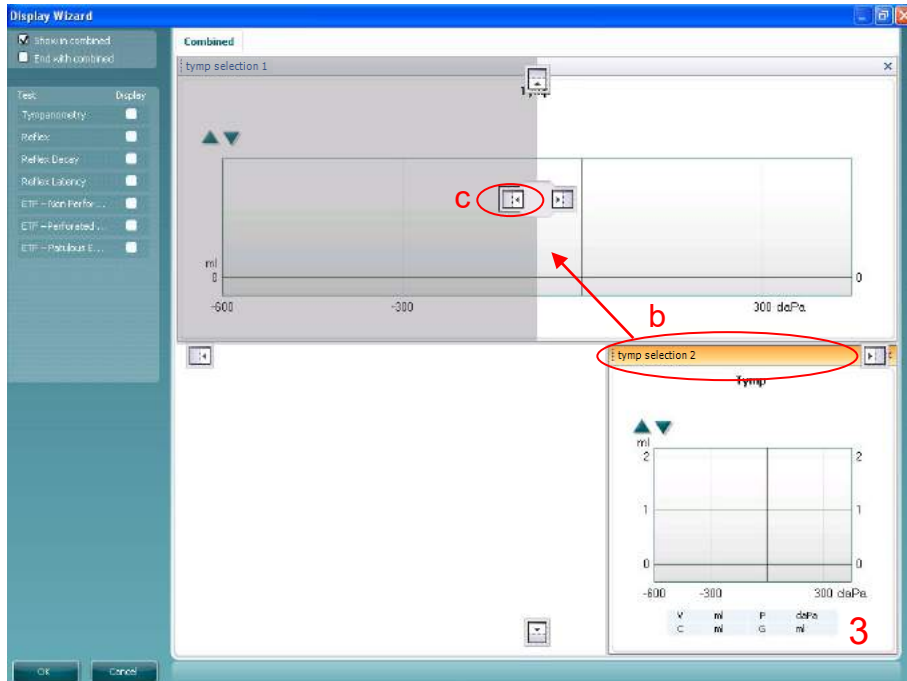 Display Wizard
Show in combined
End with combined
Test Display
Tympanometry
Reflex
Reflex Decay
Reflex Latency
ETF – Non Perfor ...
ETF – Perforated ...
ETF – Patulous E...
OK Cancel
Combined
tymp selection 1
Tymp
c
ml
0 0
-600 -300 300 daPa
b
tymp selection 2
Tymp
ml
2 2
1 1
0 0
-600 -300 300 daPa
V ml P daPa
C ml G ml
3